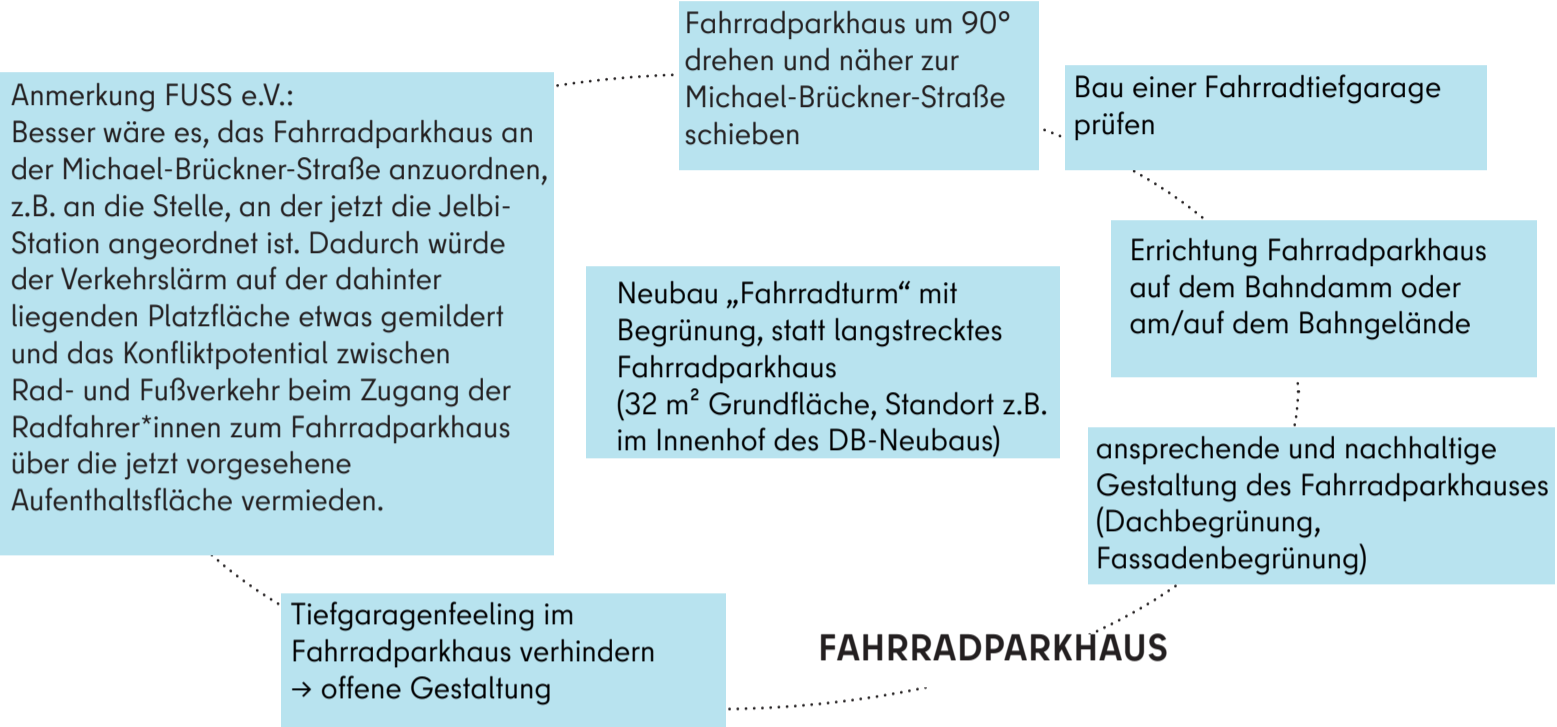 Fahrradparkhaus um 90°
drehen und näher zur
Michael-Brückner-Straße
schieben
Anmerkung FUSS e.V.:
Besser wäre es, das Fahrradparkhaus an
der Michael-Brückner-Straße anzuordnen,
z.B. an die Stelle, an der jetzt die Jelbi-
Station angeordnet ist. Dadurch würde
der Verkehrslärm auf der dahinter
liegenden Platzfläche etwas gemildert
und das Konfliktpotential zwischen
Rad- und Fußverkehr beim Zugang der
Radfahrer*innen zum Fahrradparkhaus
über die jetzt vorgesehene
Aufenthaltsfläche vermieden.
Bau einer Fahrradtiefgarage
prüfen
Errichtung Fahrradparkhaus
auf dem Bahndamm oder
am/auf dem Bahngelände
Neubau „Fahrradturm“ mit
Begrünung, statt langstrecktes
Fahrradparkhaus
(32 m² Grundfläche, Standort z.B.
im Innenhof des DB-Neubaus)
ansprechende und nachhaltige
Gestaltung des Fahrradparkhauses
(Dachbegrünung,
Fassadenbegrünung)
Tiefgaragenfeeling im
Fahrradparkhaus verhindern
→ offene Gestaltung
FAHRRADPARKHAUS